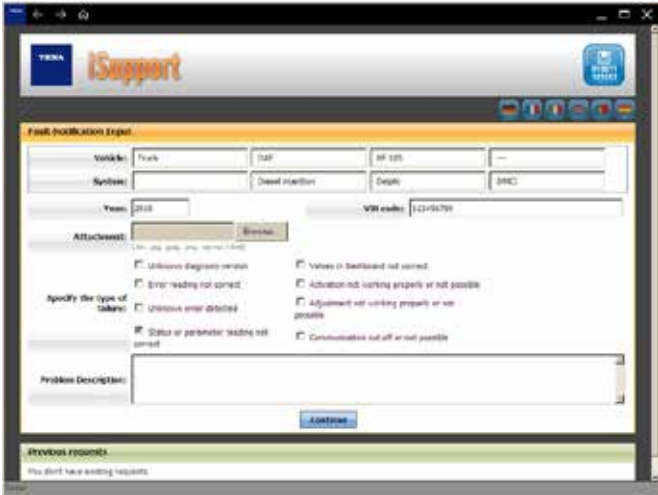 TEXA
iSupport
Fault Notification Input
Vehicle: Truck DAF XF 105 ---
System: Diesel injection Delphi DMCI
Year: 2010 VIN code: 123456789
Attachment: Browse...
Unknown diagnosis version Values in Dashboard not correct
Error reading not correct Activation not working properly or not possible
Specify the type of
failure:
Unknown error detected Adjustment not working properly or not
possible
Status or parameter reading not
correct
Communication cut off or not possible
Problem Description:
Continue
Previous requests
You don't have existing requests